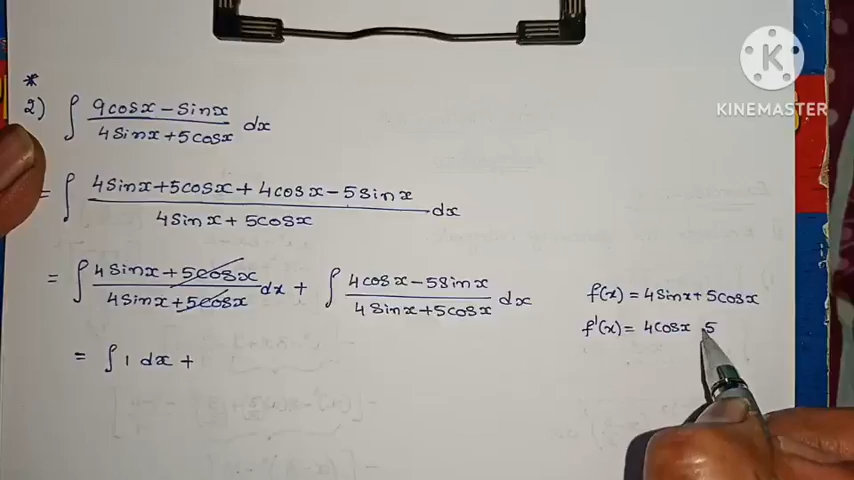 *
2) ∫ 9cosx - sinx / 4sinx + 5cosx dx
= ∫ 4sinx + 5cosx + 4cosx - 5sinx / 4sinx + 5cosx dx
= ∫ 4sinx + 5cosx / 4sinx + 5cosx dx + ∫ 4cosx - 5sinx / 4sinx + 5cosx dx
= ∫ 1 dx +
f(x) = 4sinx + 5cosx
f'(x) = 4cosx 5
K
KINEMASTER